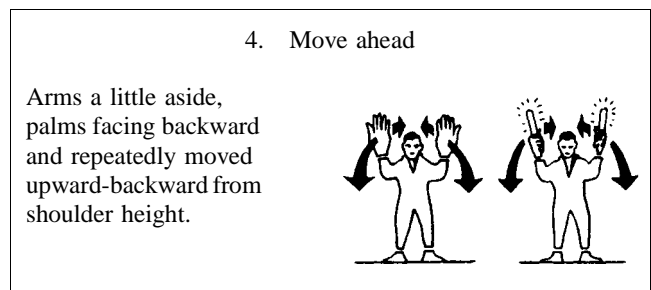 4. Move ahead
Arms a little aside,
palms facing backward
and repeatedly moved
upward-backward from
shoulder height.